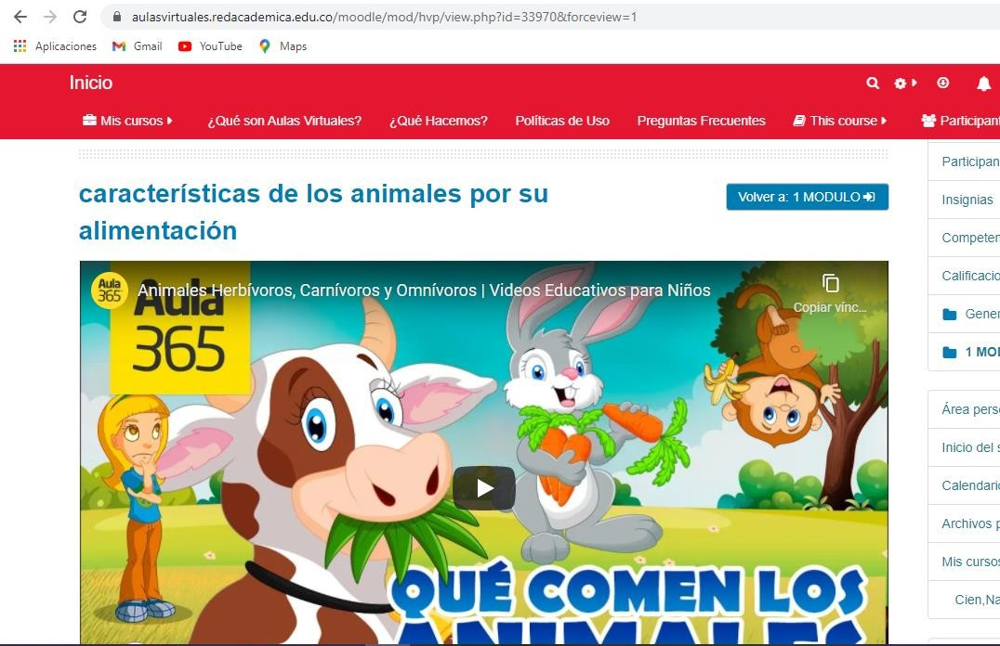 aulasvirtuales.redacademica.edu.co/moodle/mod/hvp/view.php?id=33970&forceview=1
Aplicaciones Gmail YouTube Maps
Inicio
Mis cursos ¿Qué son Aulas Virtuales? ¿Qué Hacemos? Políticas de Uso Preguntas Frecuentes This course Participant
Participan
Insignias
Competen
Calificacio
Gener
1 MOD
características de los animales por su
alimentación
Volver a: 1 MODULO
Aula
365
Animales Herbívoros, Carnívoros y Omnívoros | Videos Educativos para Niños
Copiar vínc...
Aula
365
QUÉ COMEN LOS
ANIMALES
Área perso
Inicio del s
Calendario
Archivos p
Mis cursos
Cien,Na